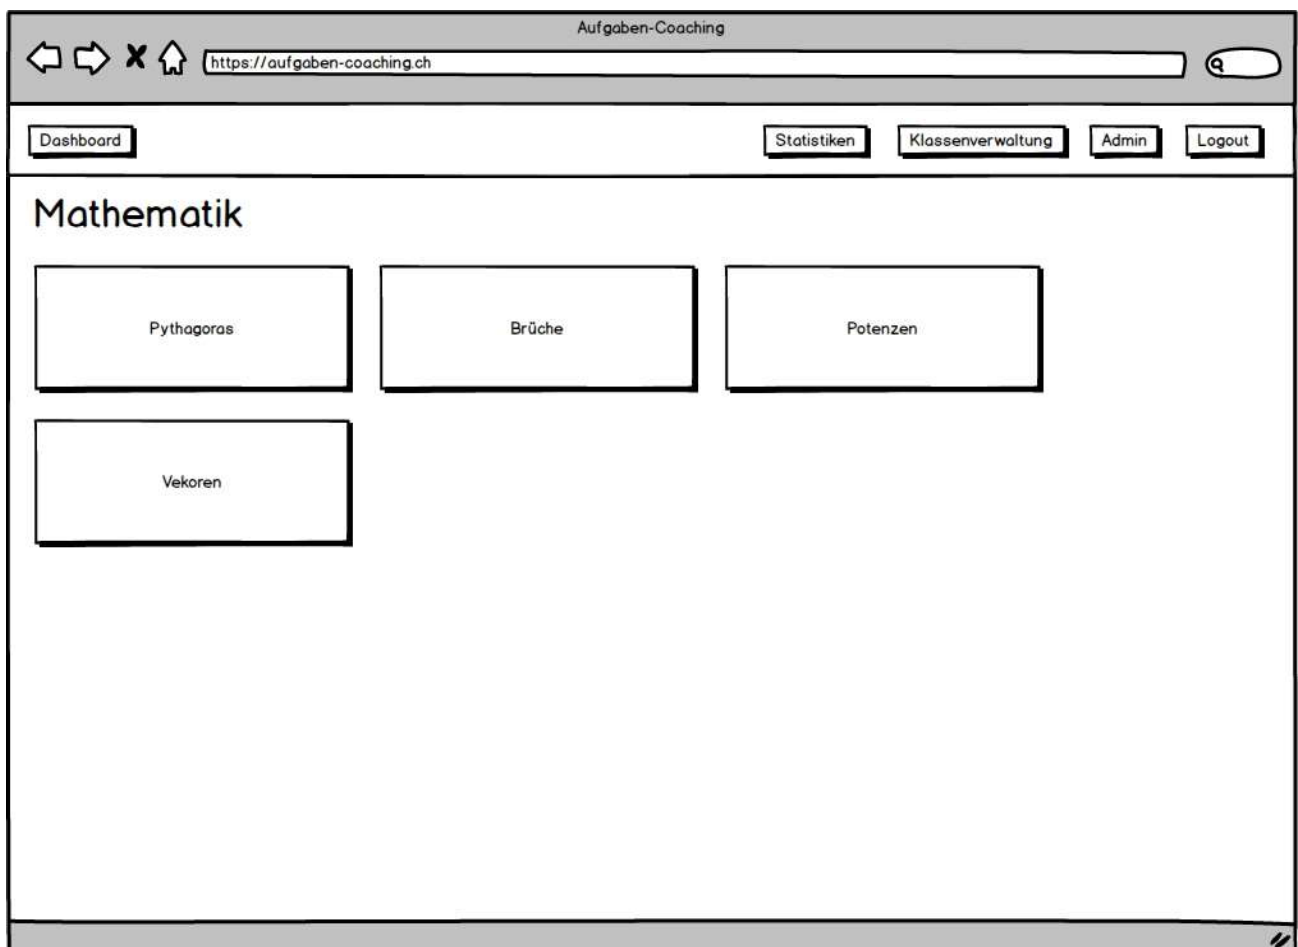 Aufgaben-Coaching
https://aufgaben-coaching.ch
Dashboard Statistiken Klassenverwaltung Admin Logout
Mathematik
Pythagoras Brüche Potenzen
Vekoren